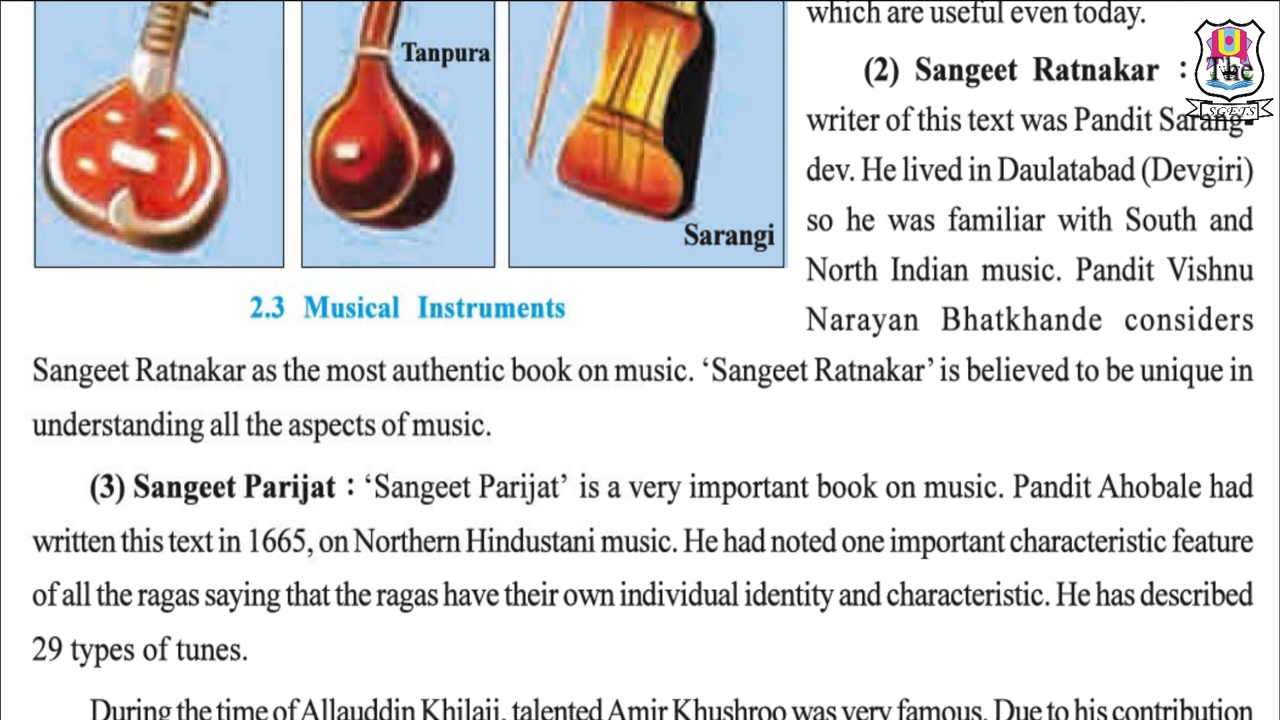 Tanpura
Sarangi
2.3 Musical Instruments
which are useful even today.
(2) Sangeet Ratnakar : The
writer of this text was Pandit Sarang-
dev. He lived in Daulatabad (Devgiri)
so he was familiar with South and
North Indian music. Pandit Vishnu
Narayan Bhatkhande considers
Sangeet Ratnakar as the most authentic book on music. ‘Sangeet Ratnakar’ is believed to be unique in
understanding all the aspects of music.
(3) Sangeet Parijat : ‘Sangeet Parijat’ is a very important book on music. Pandit Ahobale had
written this text in 1665, on Northern Hindustani music. He had noted one important characteristic feature
of all the ragas saying that the ragas have their own individual identity and characteristic. He has described
29 types of tunes.
During the time of Allauddin Khilaji, talented Amir Khushroo was very famous. Due to his contribution
SGETS